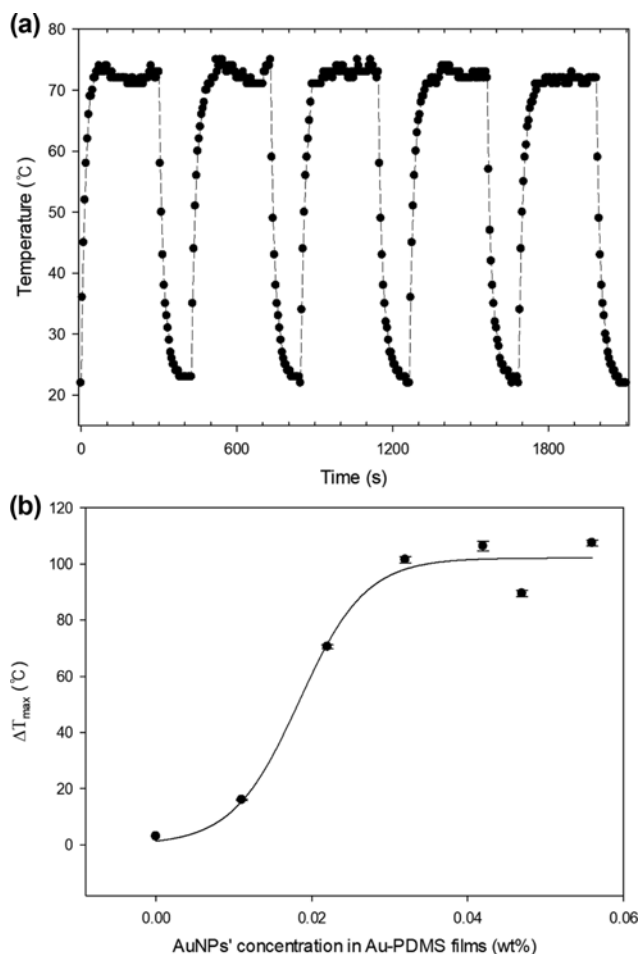 (a)
80
70
60
50
40
30
20
Temperature (℃)
0 600 1200 1800
Time (s)
(b)
120
100
80
60
40
20
0
ΔTmax (℃)
0.00 0.02 0.04 0.06
AuNPs' concentration in Au-PDMS films (wt%)